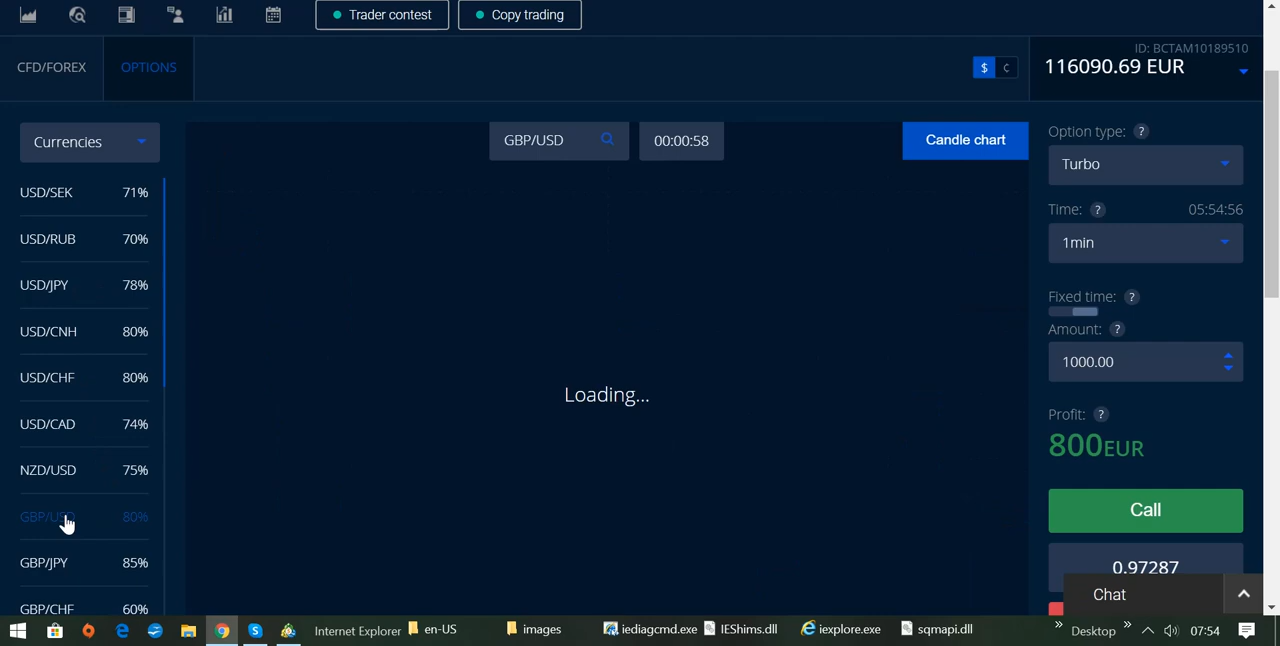 Trader contest
Copy trading
CFD/FOREX
OPTIONS
$ C
ID: BCTAM10189510
116090.69 EUR
Currencies
GBP/USD
00:00:58
Candle chart
USD/SEK 71%
USD/RUB 70%
USD/JPY 78%
USD/CNH 80%
USD/CHF 80%
USD/CAD 74%
NZD/USD 75%
GBP/USD 80%
GBP/JPY 85%
GBP/CHF 60%
Loading...
Option type: ?
Turbo
Time: ? 05:54:56
1min
Fixed time: ?
Amount: ?
1000.00
Profit: ?
800EUR
Call
0.97287
Chat
Internet Explorer
en-US
images
iediagcmd.exe
IEShims.dll
iexplore.exe
sqmapi.dll
Desktop
07:54